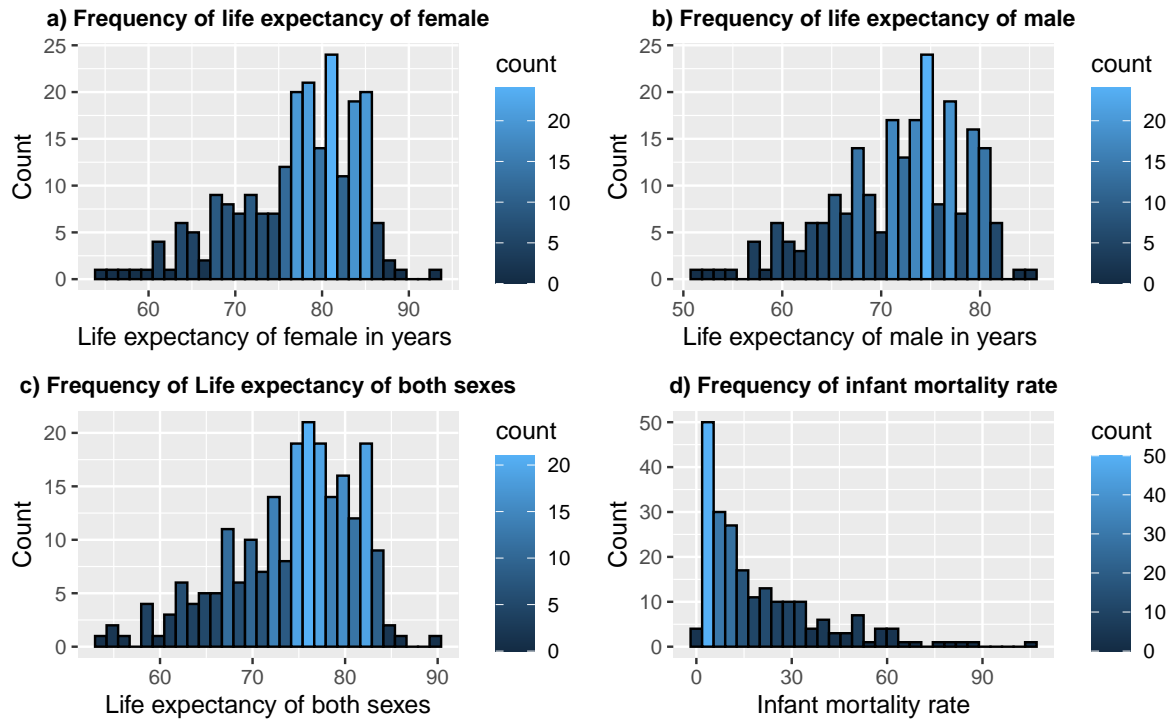 a) Frequency of life expectancy of female
25
20
15
10
5
0
Count
60 70 80 90
Life expectancy of female in years
count
20
15
10
5
0
b) Frequency of life expectancy of male
25
20
15
10
5
0
Count
50 60 70 80
Life expectancy of male in years
count
20
15
10
5
0
c) Frequency of Life expectancy of both sexes
20
15
10
5
0
Count
60 70 80 90
Life expectancy of both sexes
count
20
15
10
5
0
d) Frequency of infant mortality rate
50
40
30
20
10
0
Count
0 30 60 90
Infant mortality rate
count
50
40
30
20
10
0